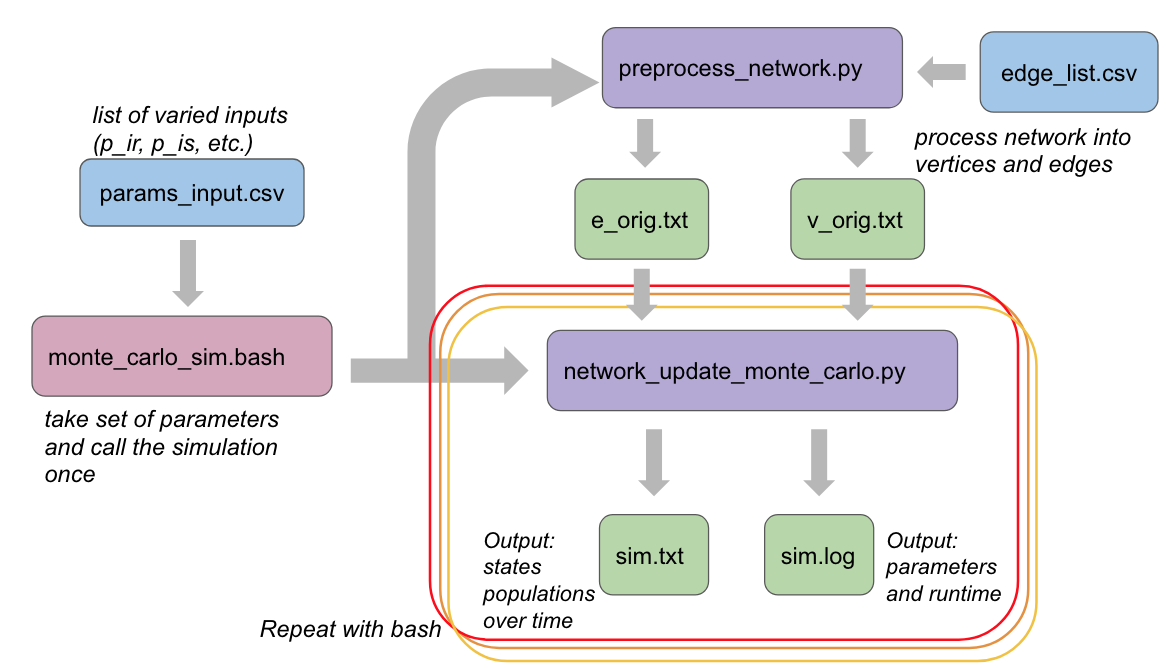 preprocess_network.py
edge_list.csv
list of varied inputs
(p_ir, p_is, etc.)
process network into
vertices and edges
params_input.csv
e_orig.txt
v_orig.txt
monte_carlo_sim.bash
network_update_monte_carlo.py
take set of parameters
and call the simulation
once
Output:
states
populations
over time
sim.txt
sim.log
Output:
parameters
and runtime
Repeat with bash